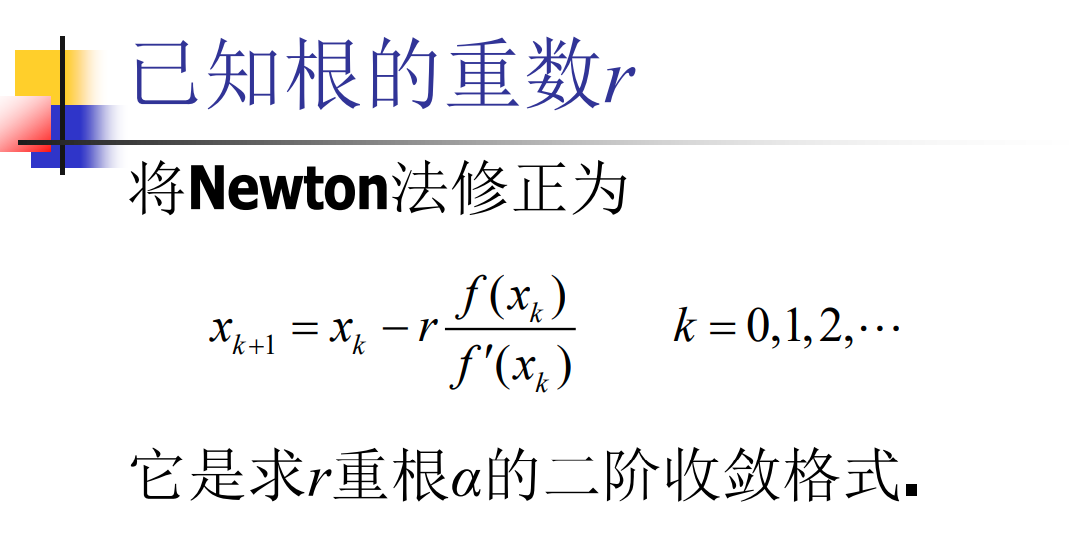 已知根的重数r
将Newton法修正为
x_{k+1} = x_k − r \frac{f(x_k)}{f'(x_k)}    k = 0,1,2,⋯
它是求r重根α的二阶收敛格式.